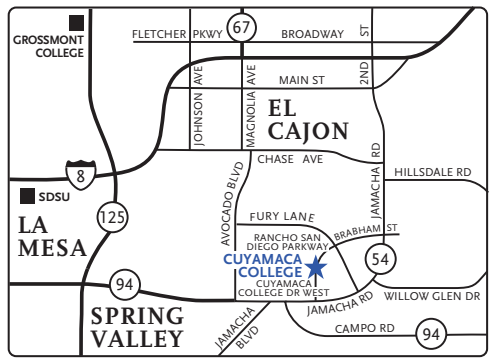 GROSSMONT
COLLEGE
FLETCHER PKWY
67
BROADWAY
2ND ST
JOHNSON AVE
MAGNOLIA AVE
MAIN ST
EL
CAJON
CHASE AVE
JAMACHA RD
HILLSDALE RD
8
SDSU
LA
MESA
125
AVOCADO BLVD
FURY LANE
RANCHO SAN
DIEGO PARKWAY
BRABHAM ST
CUYAMACA
COLLEGE
CUYAMACA
COLLEGE DR WEST
54
94
JAMACHA RD
WILLOW GLEN DR
SPRING
VALLEY
JAMACHA
BLVD
CAMPO RD
94